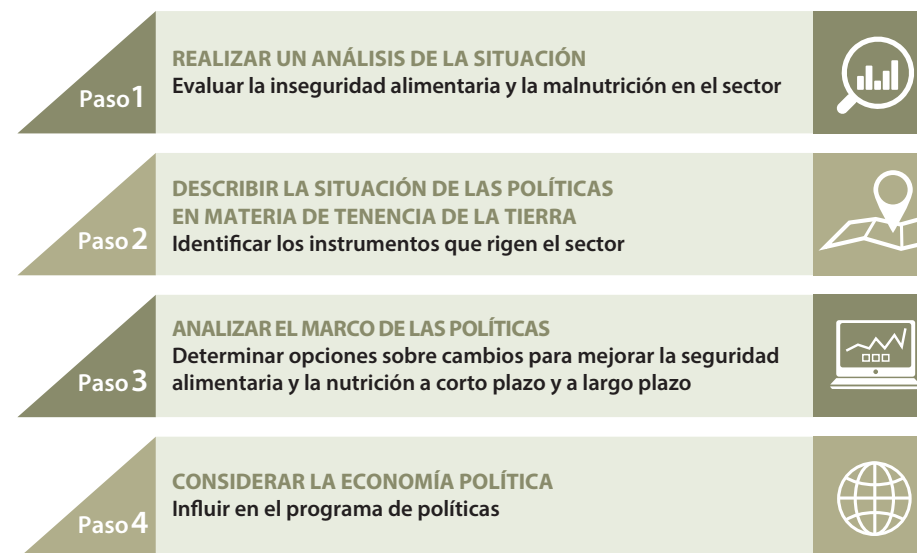 REALIZAR UN ANÁLISIS DE LA SITUACIÓN
Evaluar la inseguridad alimentaria y la malnutrición en el sector
Paso1
DESCRIBIR LA SITUACIÓN DE LAS POLÍTICAS
EN MATERIA DE TENENCIA DE LA TIERRA
Identificar los instrumentos que rigen el sector
Paso2
ANALIZAR EL MARCO DE LAS POLÍTICAS
Determinar opciones sobre cambios para mejorar la seguridad
alimentaria y la nutrición a corto plazo y a largo plazo
Paso3
CONSIDERAR LA ECONOMÍA POLÍTICA
Influir en el programa de políticas
Paso4